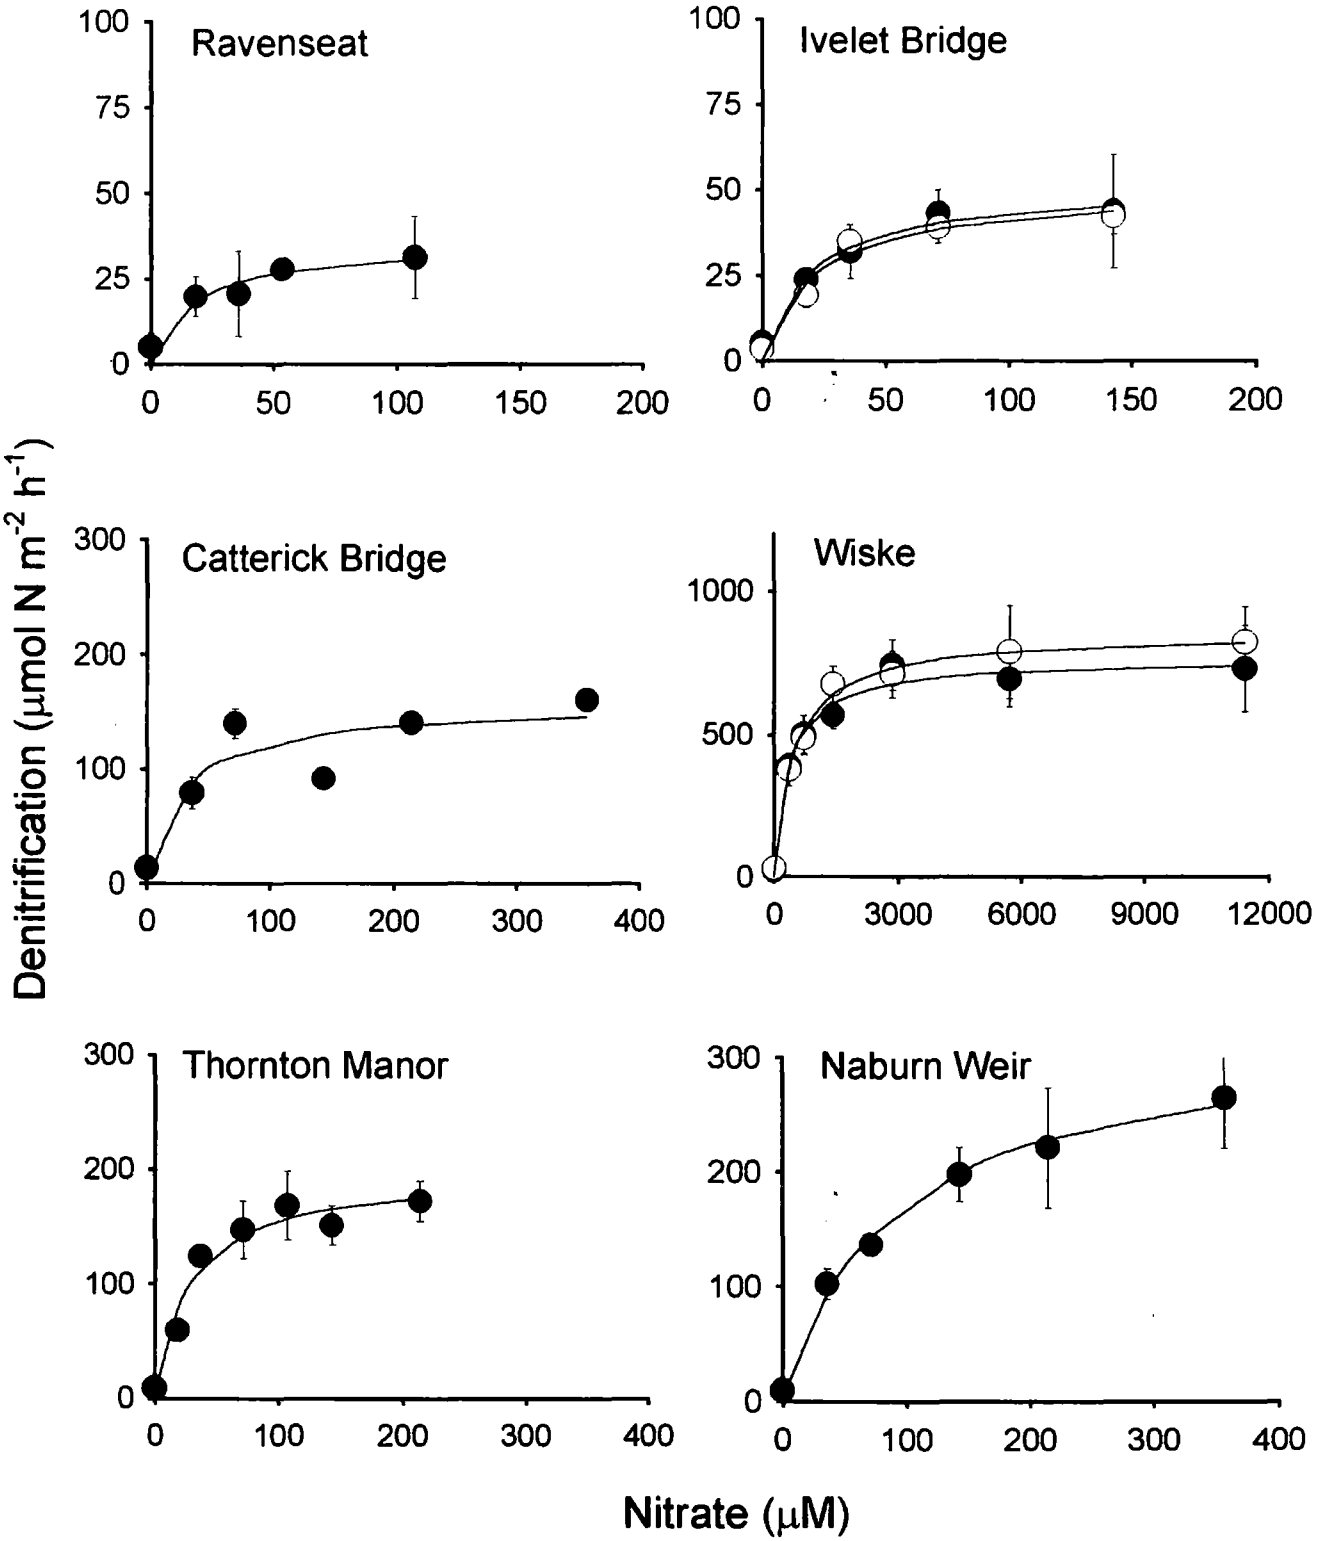 Ravenseat
100
75
50
25
0
0 50 100 150 200
Ivelet Bridge
100
75
50
25
0
0 50 100 150 200
Denitrification (μmol N m⁻² h⁻¹)
Catterick Bridge
300
200
100
0
0 100 200 300 400
Wiske
1000
500
0
0 3000 6000 9000 12000
Thornton Manor
300
200
100
0
0 100 200 300 400
Naburn Weir
300
200
100
0
0 100 200 300 400
Nitrate (μM)